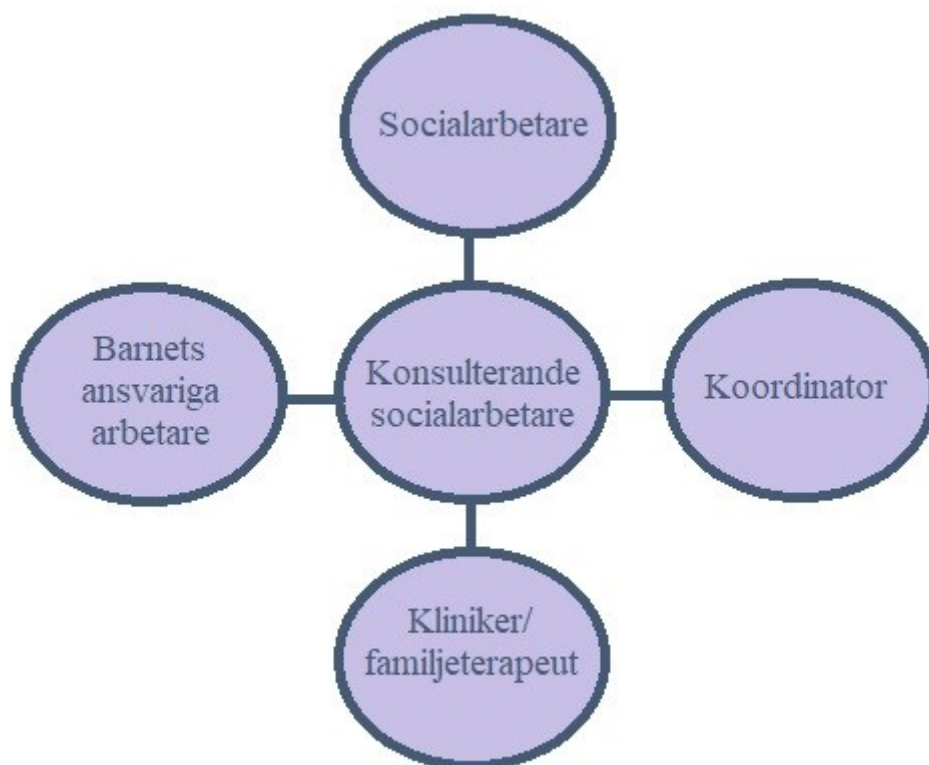 Socialarbetare
Barnets
ansvariga
arbetare
Konsulterande
socialarbetare
Koordinator
Kliniker/
familjeterapeut